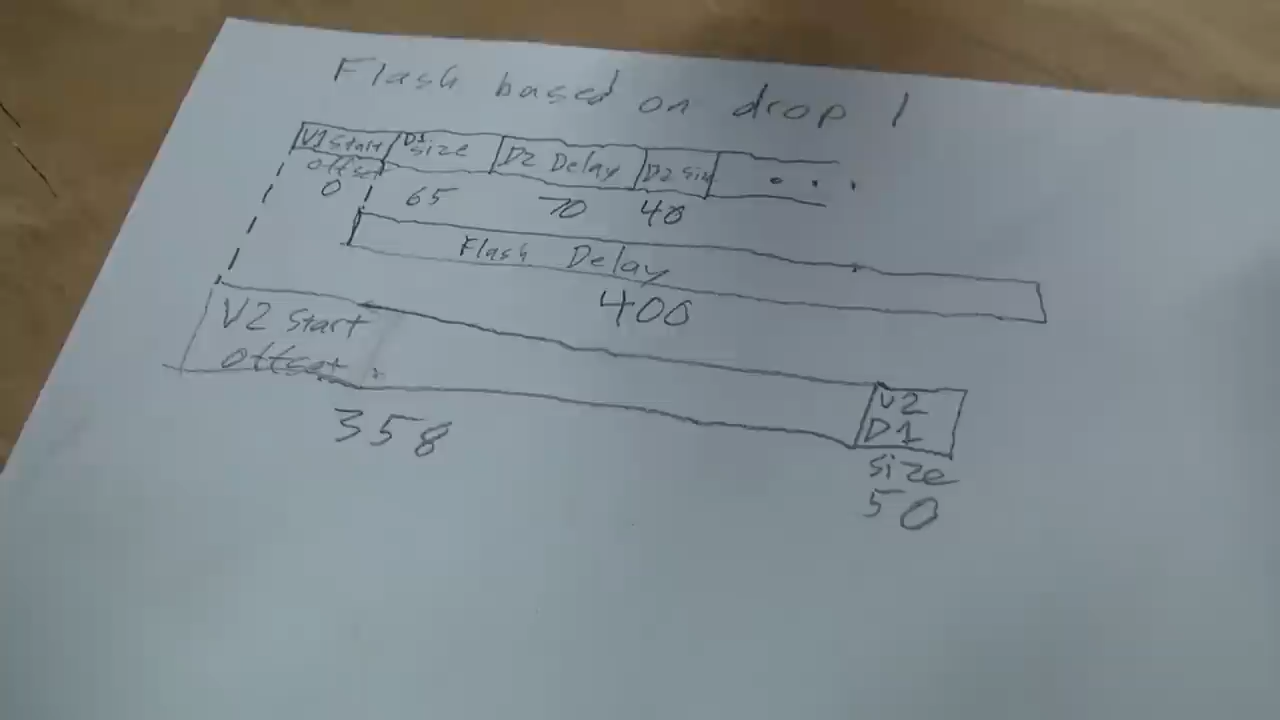 Flash based on drop 1
V1 Start D1 size D2 Delay D2 Siz . . .
offset
0 65 70 40
Flash Delay
400
V2 Start
offset
358
V2
D1
size
50